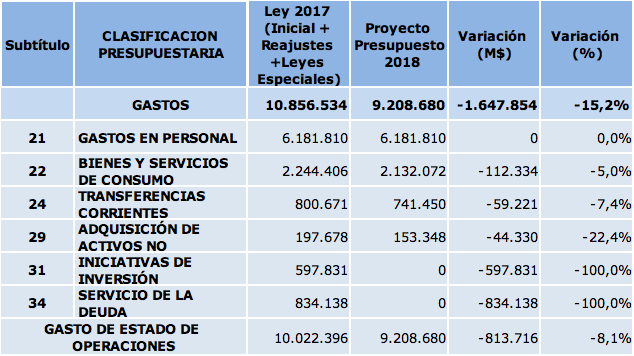 Subtítulo CLASIFICACION PRESUPUESTARIA Ley 2017 (Inicial + Reajustes +Leyes Especiales) Proyecto Presupuesto 2018 Variación (M$) Variación (%)
GASTOS 10.856.534 9.208.680 -1.647.854 -15,2%
21 GASTOS EN PERSONAL 6.181.810 6.181.810 0 0,0%
22 BIENES Y SERVICIOS DE CONSUMO 2.244.406 2.132.072 -112.334 -5,0%
24 TRANSFERENCIAS CORRIENTES 800.671 741.450 -59.221 -7,4%
29 ADQUISICIÓN DE ACTIVOS NO 197.678 153.348 -44.330 -22,4%
31 INICIATIVAS DE INVERSIÓN 597.831 0 -597.831 -100,0%
34 SERVICIO DE LA DEUDA 834.138 0 -834.138 -100,0%
GASTO DE ESTADO DE OPERACIONES 10.022.396 9.208.680 -813.716 -8,1%